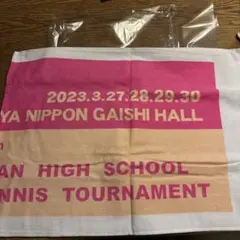 2023.3.27.28.29.30
YA NIPPON GAISHI HALL
AN HIGH SCHOOL
NNIS TOURNAMENT